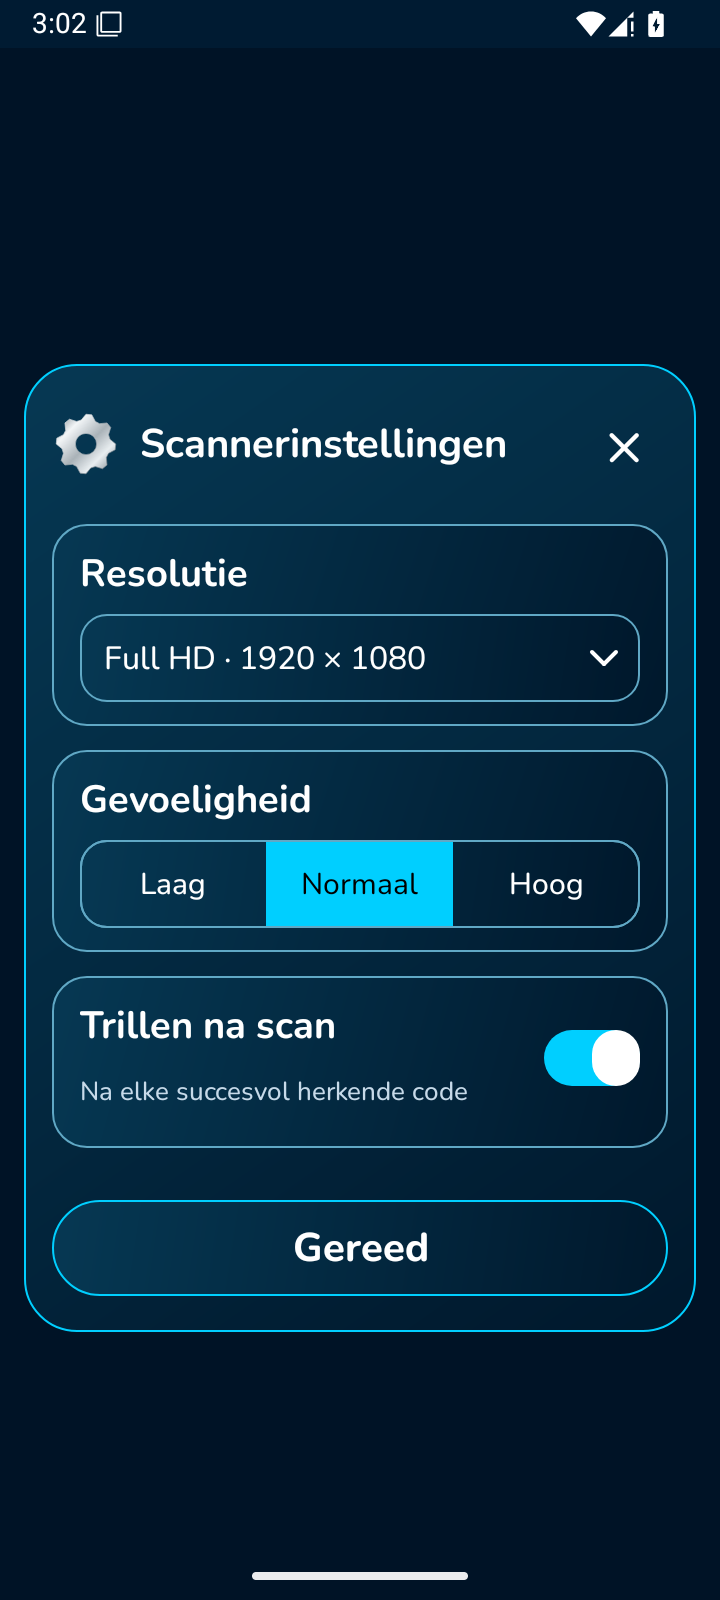 3:02
Scannerinstellingen
Resolutie
Full HD · 1920 × 1080
Gevoeligheid
Laag Normaal Hoog
Trillen na scan
Na elke succesvol herkende code
Gereed